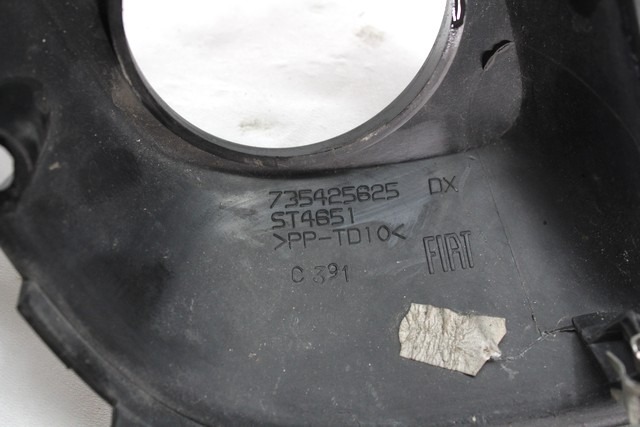 735425625 DX
ST4651
>PP-TD10<
FIAT
C 391